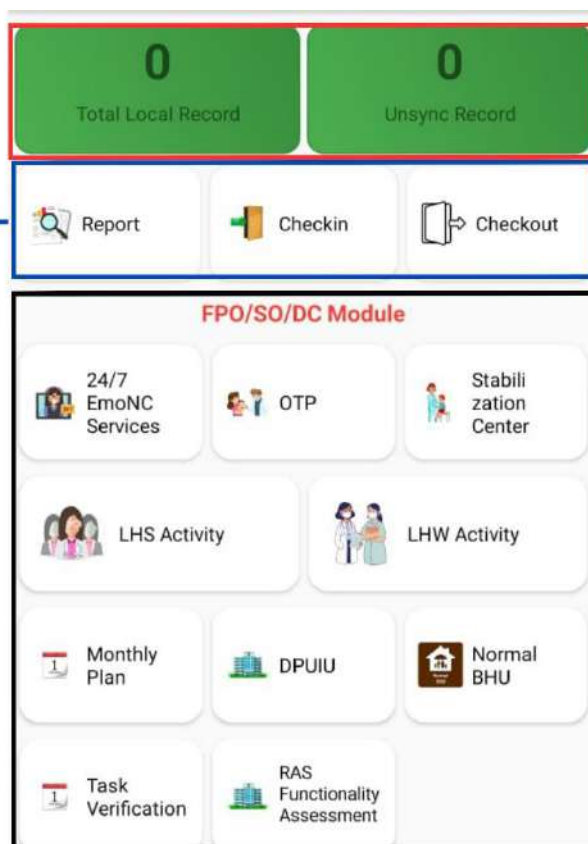 0 0
Total Local Record Unsync Record
Report Checkin Checkout
FPO/SO/DC Module
24/7
EmoNC
Services
OTP
Stabili
zation
Center
LHS Activity LHW Activity
Monthly
Plan
DPUIU
Normal
BHU
Task
Verification
RAS
Functionality
Assessment